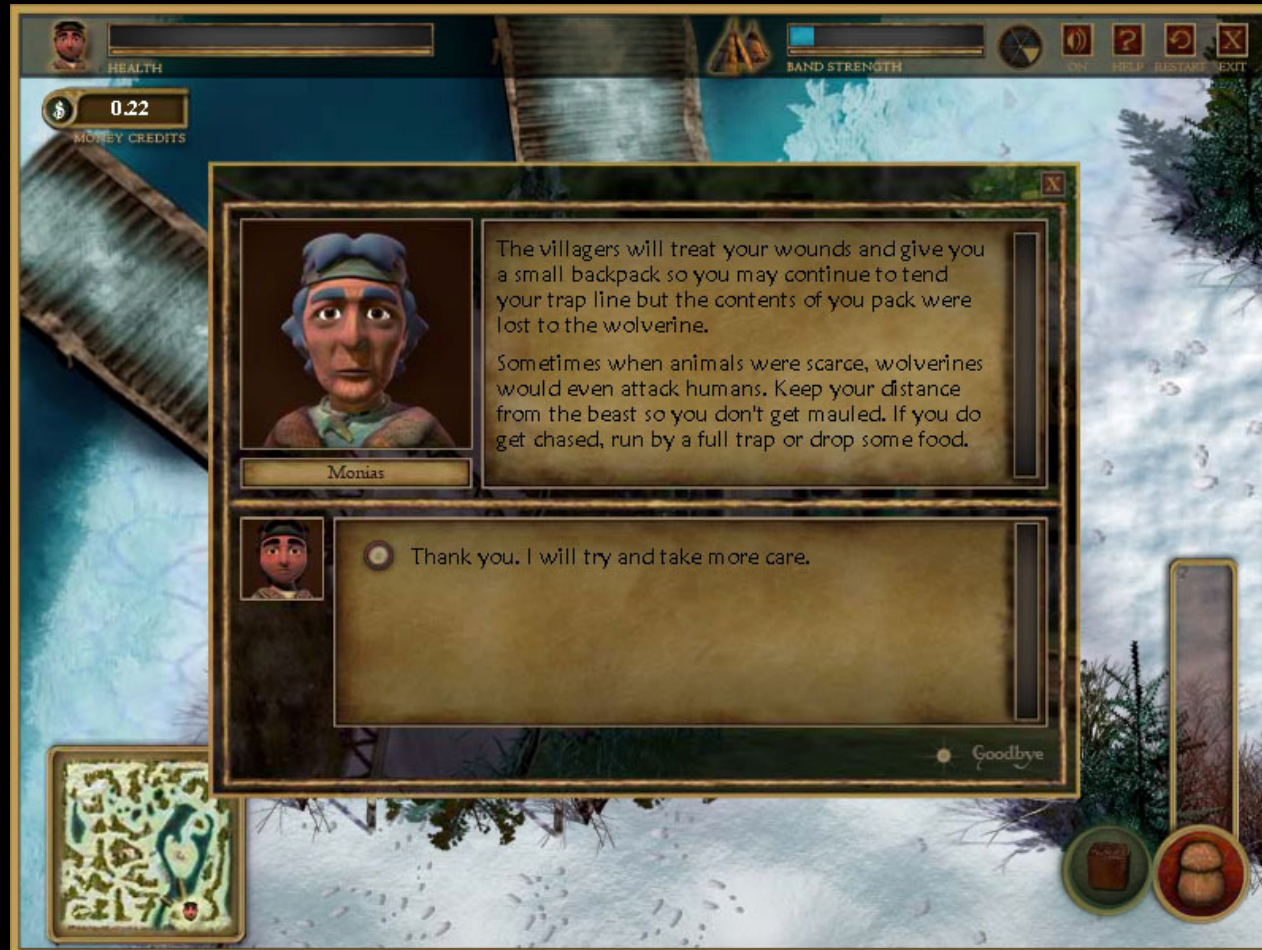 HEALTH
BAND STRENGTH
ON
HELP
RESTART
EXIT
0.22
MONEY CREDITS
X
The villagers will treat your wounds and give you
a small backpack so you may continue to tend
your trap line but the contents of you pack were
lost to the wolverine.
Sometimes when animals were scarce, wolverines
would even attack humans. Keep your distance
from the beast so you don't get mauled. If you do
get chased, run by a full trap or drop some food.
Monias
Thank you. I will try and take more care.
Goodbye